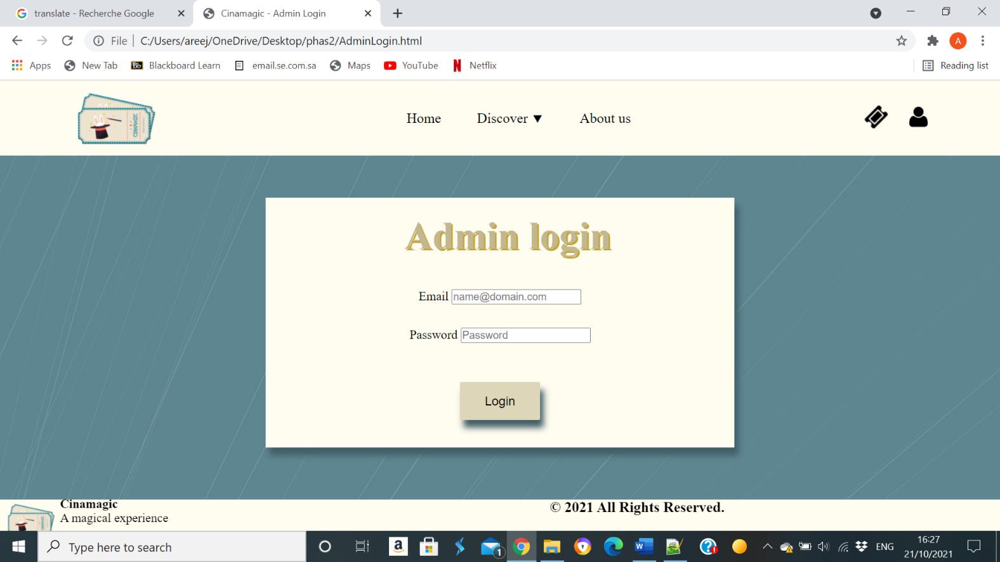 translate - Recherche Google
Cinamagic - Admin Login
File
C:/Users/areej/OneDrive/Desktop/phas2/AdminLogin.html
A
Apps
New Tab
Bb
Blackboard Learn
email.se.com.sa
Maps
YouTube
N
Netflix
Reading list
CINAMAGIC
Home
Discover ▼
About us
Admin login
Email name@domain.com
Password Password
Login
Cinamagic
A magical experience
© 2021 All Rights Reserved.
Type here to search
a
1
W
ENG
16:27
21/10/2021